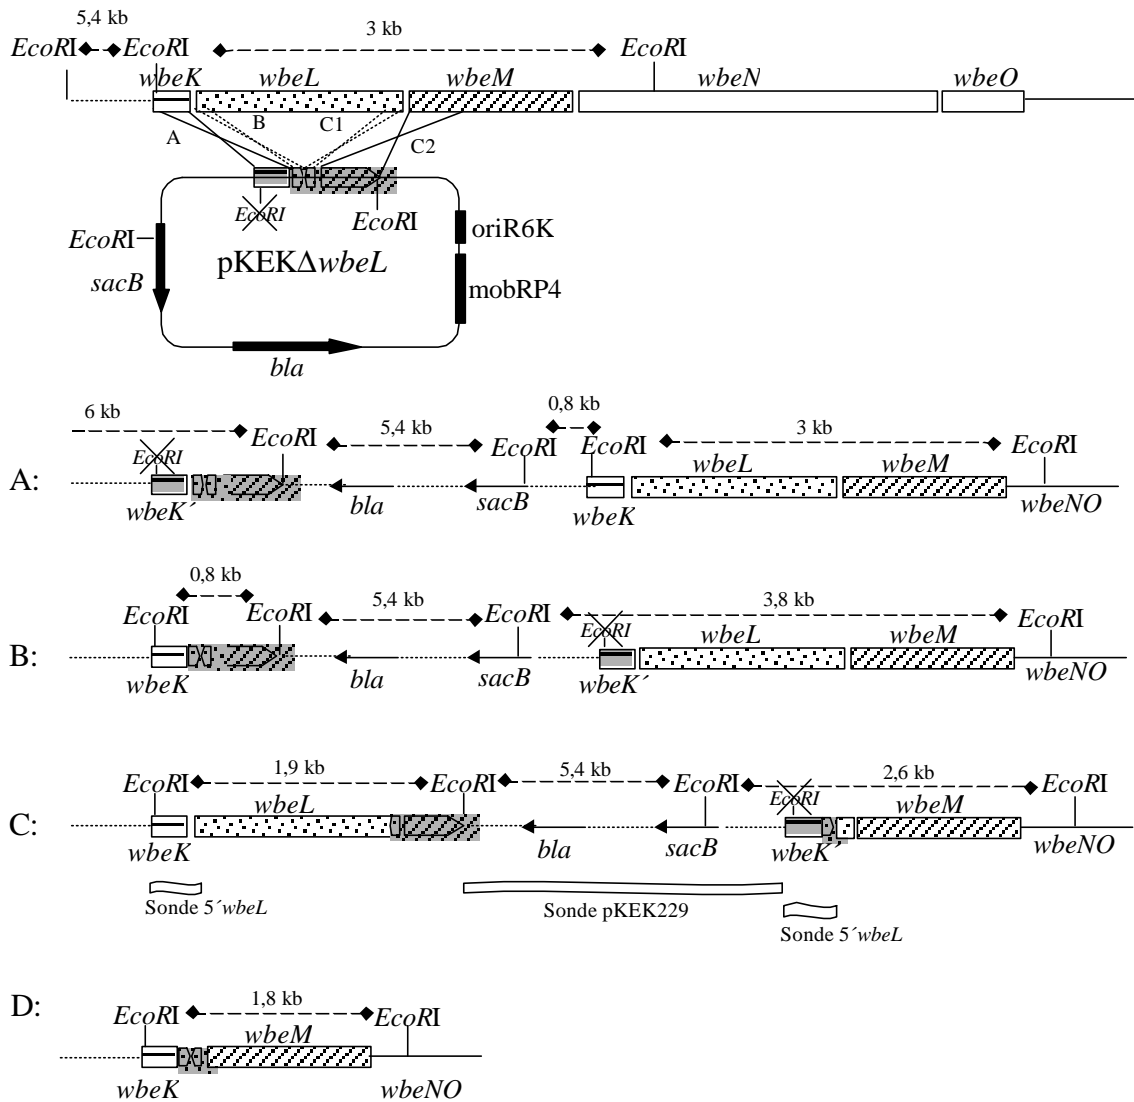 5,4 kb
3 kb
EcoRI EcoRI EcoRI
wbeK wbeL wbeM wbeN wbeO
A B C1 C2
EcoRI
EcoRI
EcoRI
oriR6K
pKEKΔwbeL
sacB
mobRP4
bla
6 kb 0,8 kb
EcoRI 5,4 kb EcoRI EcoRI 3 kb EcoRI
EcoRI
wbeL wbeM
A:
wbeK´ bla sacB wbeK wbeNO
0,8 kb
EcoRI EcoRI 5,4 kb EcoRI 3,8 kb EcoRI
EcoRI
wbeL wbeM
B:
wbeK bla sacB wbeK´ wbeNO
1,9 kb 5,4 kb 2,6 kb
EcoRI EcoRI EcoRI EcoRI
EcoRI
wbeL wbeM
C:
wbeK bla sacB wbeK´ wbeNO
Sonde 5´wbeL Sonde pKEK229
Sonde 5´wbeL
D:
1,8 kb
EcoRI EcoRI
wbeM
wbeK wbeNO